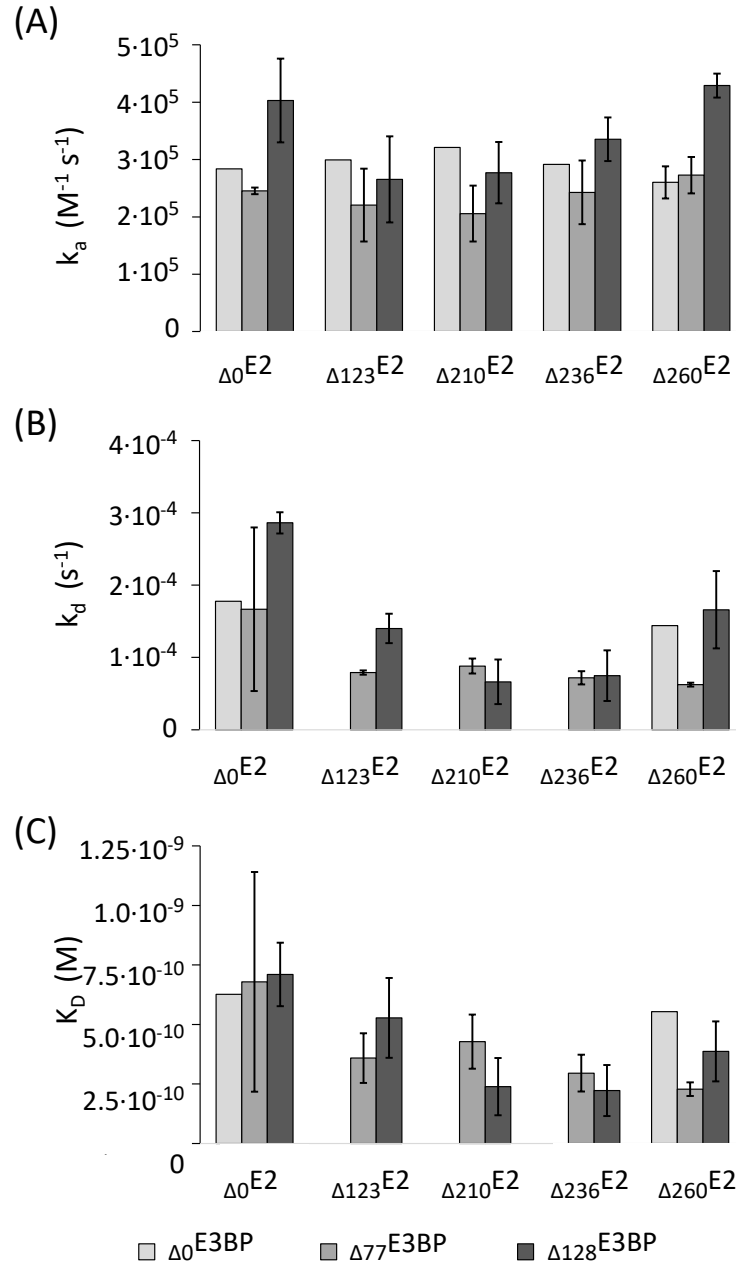 (A)
5·10⁵
4·10⁵
3·10⁵
2·10⁵
1·10⁵
0
kₐ (M⁻¹ s⁻¹)
Δ0E2 Δ123E2 Δ210E2 Δ236E2 Δ260E2
(B)
4·10⁻⁴
3·10⁻⁴
2·10⁻⁴
1·10⁻⁴
0
k_d (s⁻¹)
Δ0E2 Δ123E2 Δ210E2 Δ236E2 Δ260E2
(C)
1.25·10⁻⁹
1.0·10⁻⁹
7.5·10⁻¹⁰
5.0·10⁻¹⁰
2.5·10⁻¹⁰
0
K_D (M)
Δ0E2 Δ123E2 Δ210E2 Δ236E2 Δ260E2
Δ0E3BP Δ77E3BP Δ128E3BP